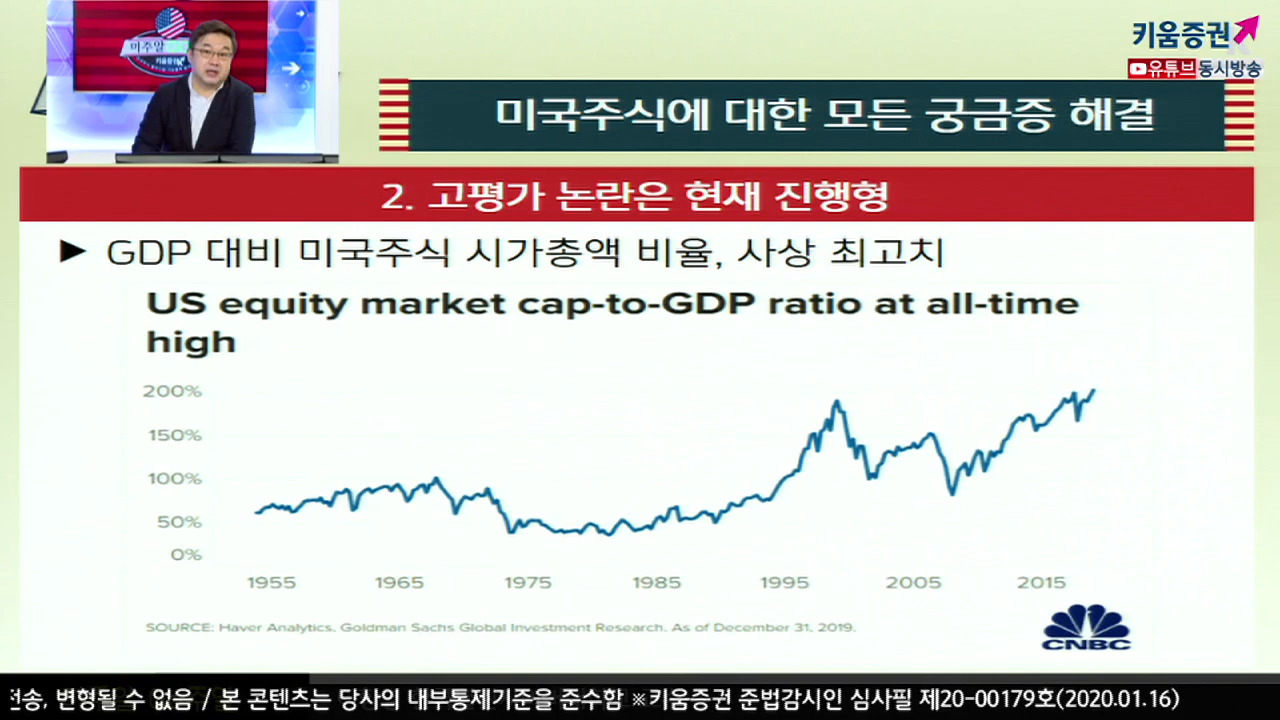 미주알
키움증권
키움증권
유튜브동시방송
미국주식에 대한 모든 궁금증 해결
2. 고평가 논란은 현재 진행형
▶ GDP 대비 미국주식 시가총액 비율, 사상 최고치
US equity market cap-to-GDP ratio at all-time
high
200%
150%
100%
50%
0%
1955 1965 1975 1985 1995 2005 2015
SOURCE: Haver Analytics, Goldman Sachs Global Investment Research. As of December 31, 2019.
CNBC
변형될 수 없음 / 본 콘텐츠는 당사의 내부통제기준을 준수함 ※키움증권 준법감시인 심사필 제20-00179호(2020.01.16)